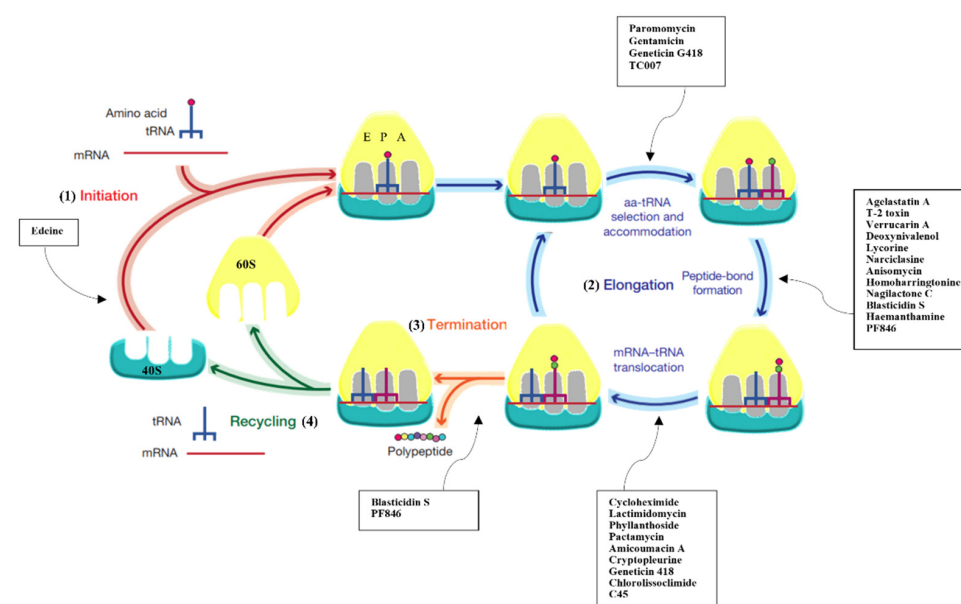 Paromomycin
Gentamicin
Geneticin G418
TC007
Amino acid
tRNA
mRNA
E P A
(1) Initiation
aa-tRNA
selection and
accommodation
Edeine
60S
40S
(2) Elongation
Peptide-bond
formation
Agelastatin A
T-2 toxin
Verrucarin A
Deoxynivalenol
Lycorine
Narciclasine
Anisomycin
Homoharringtonine
Nagilactone C
Blasticidin S
Haemanthamine
PF846
(3) Termination
mRNA–tRNA
translocation
tRNA
mRNA
Recycling (4)
Polypeptide
Blasticidin S
PF846
Cycloheximide
Lactimidomycin
Phyllanthoside
Pactamycin
Amicoumacin A
Cryptopleurine
Geneticin 418
Chlorolissoclimide
C45